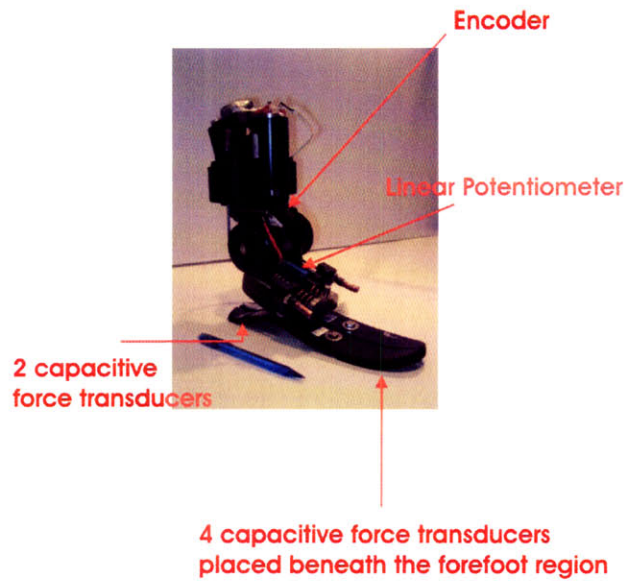 Encoder
Linear Potentiometer
2 capacitive
force transducers
4 capacitive force transducers
placed beneath the forefoot region